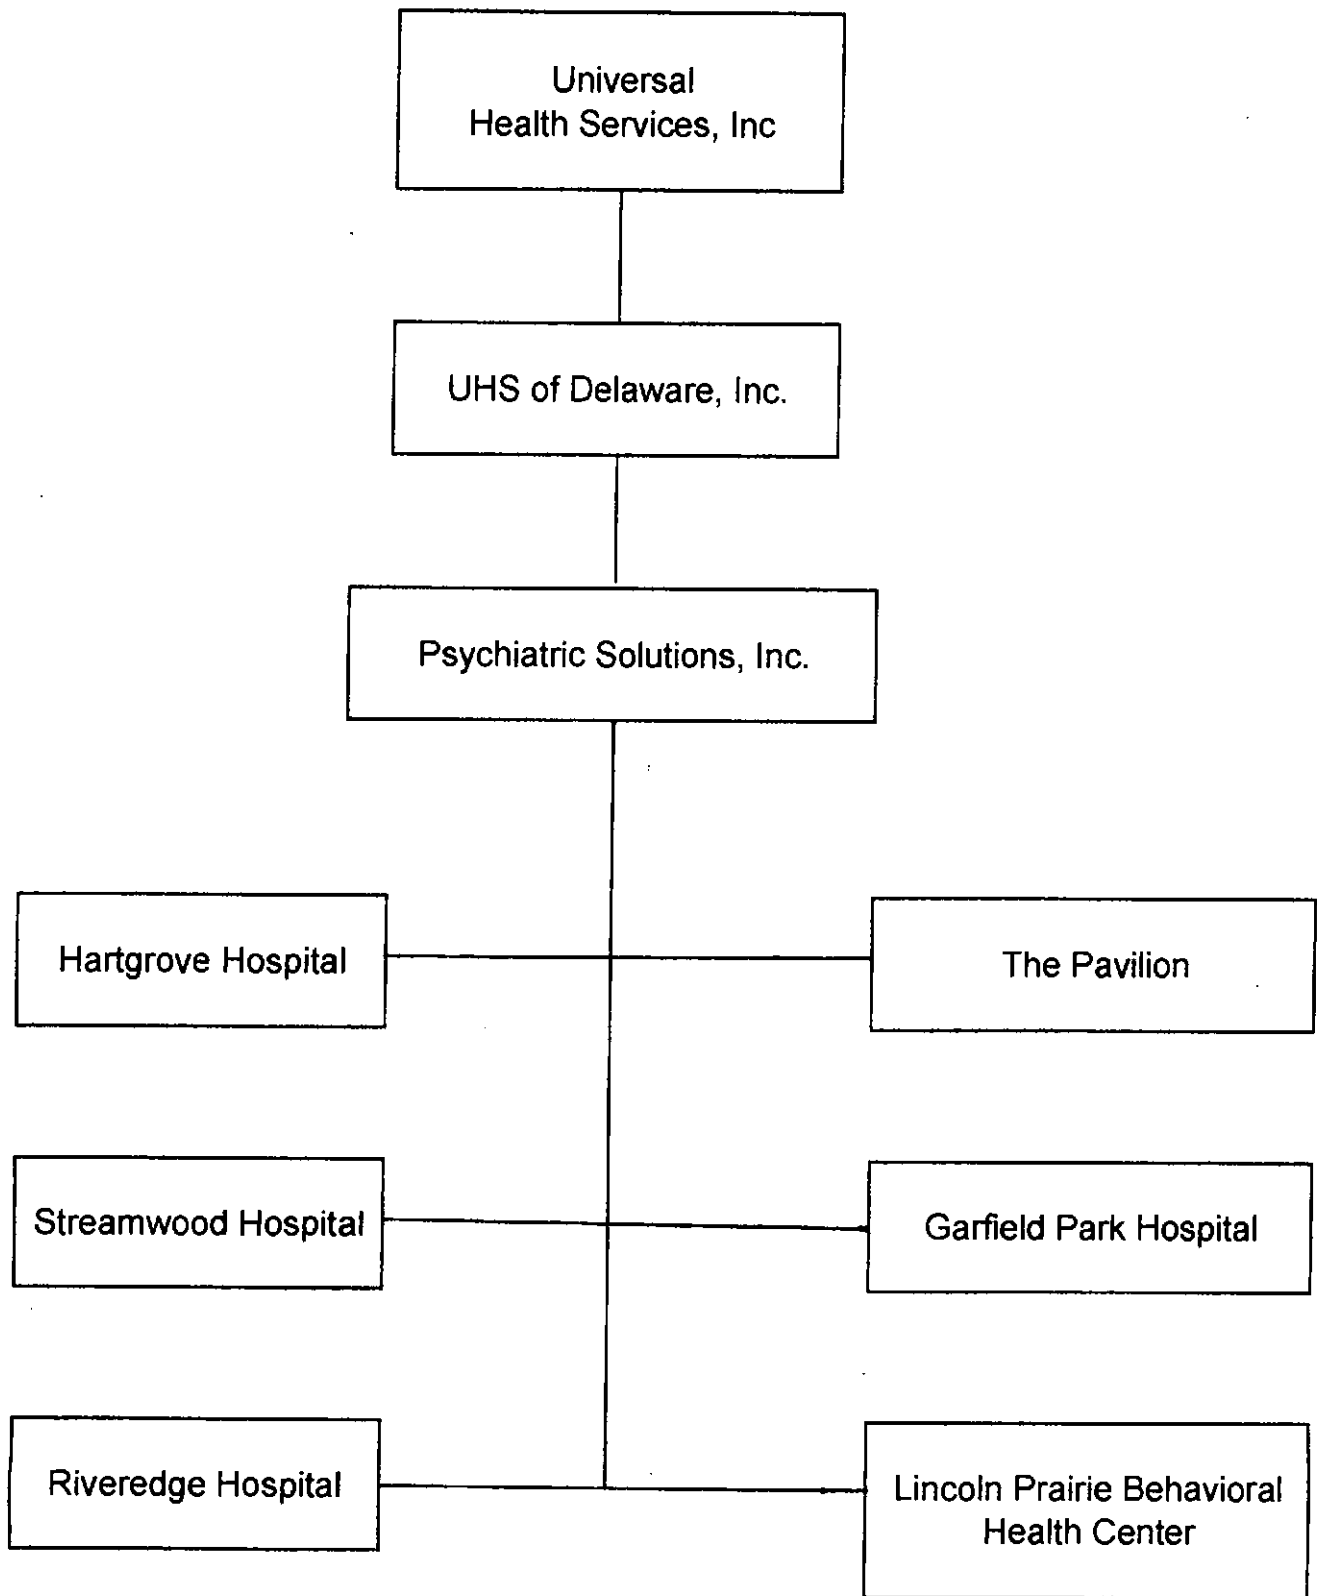 Universal
Health Services, Inc
UHS of Delaware, Inc.
Psychiatric Solutions, Inc.
Hartgrove Hospital
The Pavilion
Streamwood Hospital
Garfield Park Hospital
Riveredge Hospital
Lincoln Prairie Behavioral
Health Center